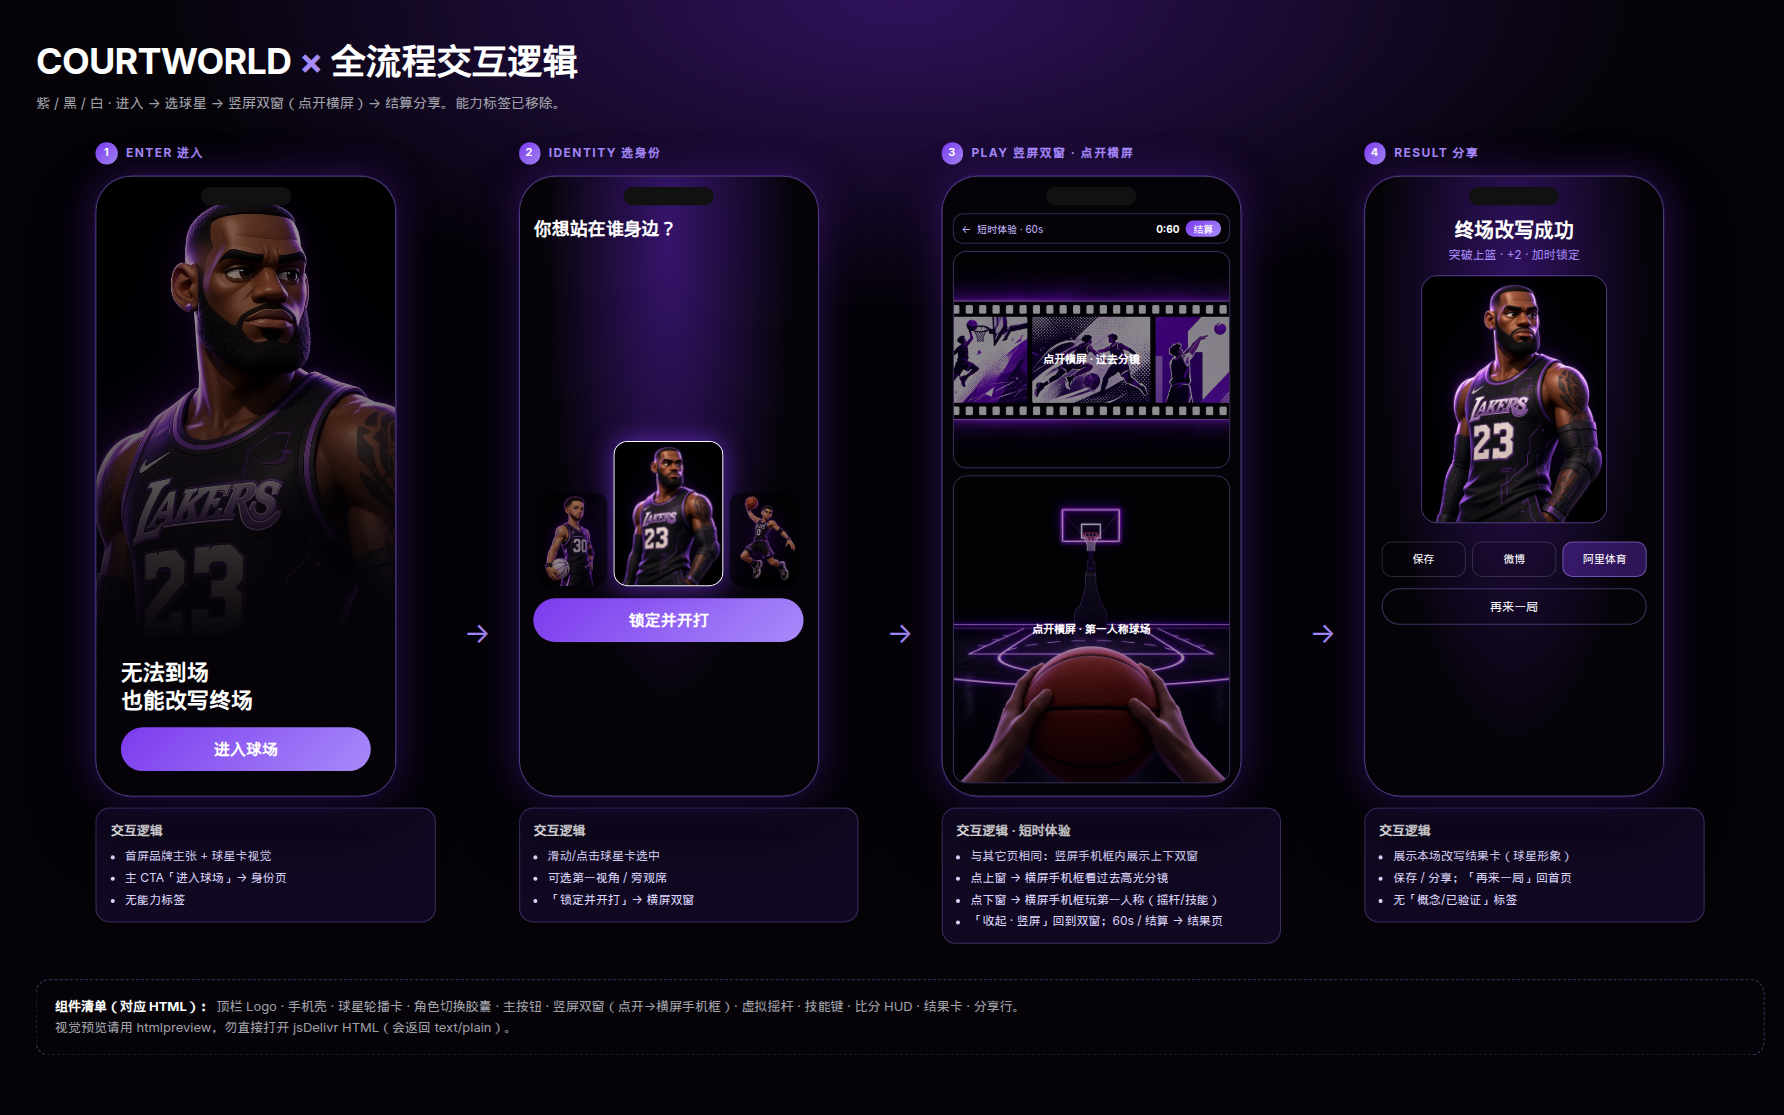 COURTWORLD × 全流程交互逻辑
紫 / 黑 / 白 · 进入 → 选球星 → 竖屏双窗（点开横屏）→ 结算分享。能力标签已移除。
1 ENTER 进入
LAKERS
23
无法到场
也能改写终场
进入球场
交互逻辑
• 首屏品牌主张 + 球星卡视觉
• 主 CTA「进入球场」→ 身份页
• 无能力标签
→
2 IDENTITY 选身份
你想站在谁身边？
30
LAKERS
23
0
锁定并开打
交互逻辑
• 滑动/点击球星卡选中
• 可选第一视角 / 旁观席
• 「锁定并开打」→ 横屏双窗
→
3 PLAY 竖屏双窗 · 点开横屏
← 短时体验 · 60s 0:60 结算
点开横屏 · 过去分镜
点开横屏 · 第一人称球场
交互逻辑 · 短时体验
• 与其它页相同：竖屏手机框内展示上下双窗
• 点上窗 → 横屏手机框看过去高光分镜
• 点下窗 → 横屏手机框玩第一人称（摇杆/技能）
• 「收起 · 竖屏」回到双窗；60s / 结算 → 结果页
→
4 RESULT 分享
终场改写成功
突破上篮 · +2 · 加时锁定
LAKERS
23
保存 微博 阿里体育
再来一局
交互逻辑
• 展示本场改写结果卡（球星形象）
• 保存 / 分享；「再来一局」回首页
• 无「概念/已验证」标签
组件清单（对应 HTML）： 顶栏 Logo · 手机壳 · 球星轮播卡 · 角色切换胶囊 · 主按钮 · 竖屏双窗（点开→横屏手机框）· 虚拟摇杆 · 技能键 · 比分 HUD · 结果卡 · 分享行。
视觉预览请用 htmlpreview，勿直接打开 jsDelivr HTML（会返回 text/plain）。